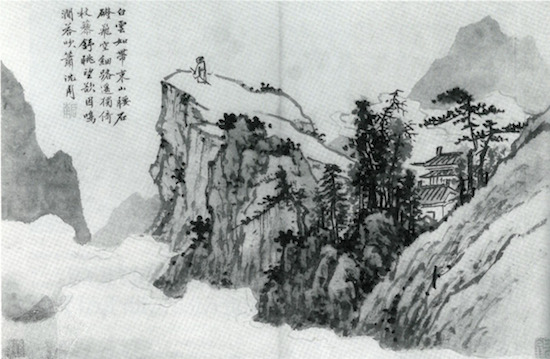 白雲如帶束山腰石
磴飛空細路遙獨倚
杖藜舒眺望欲因鳴
澗答吹簫沈周